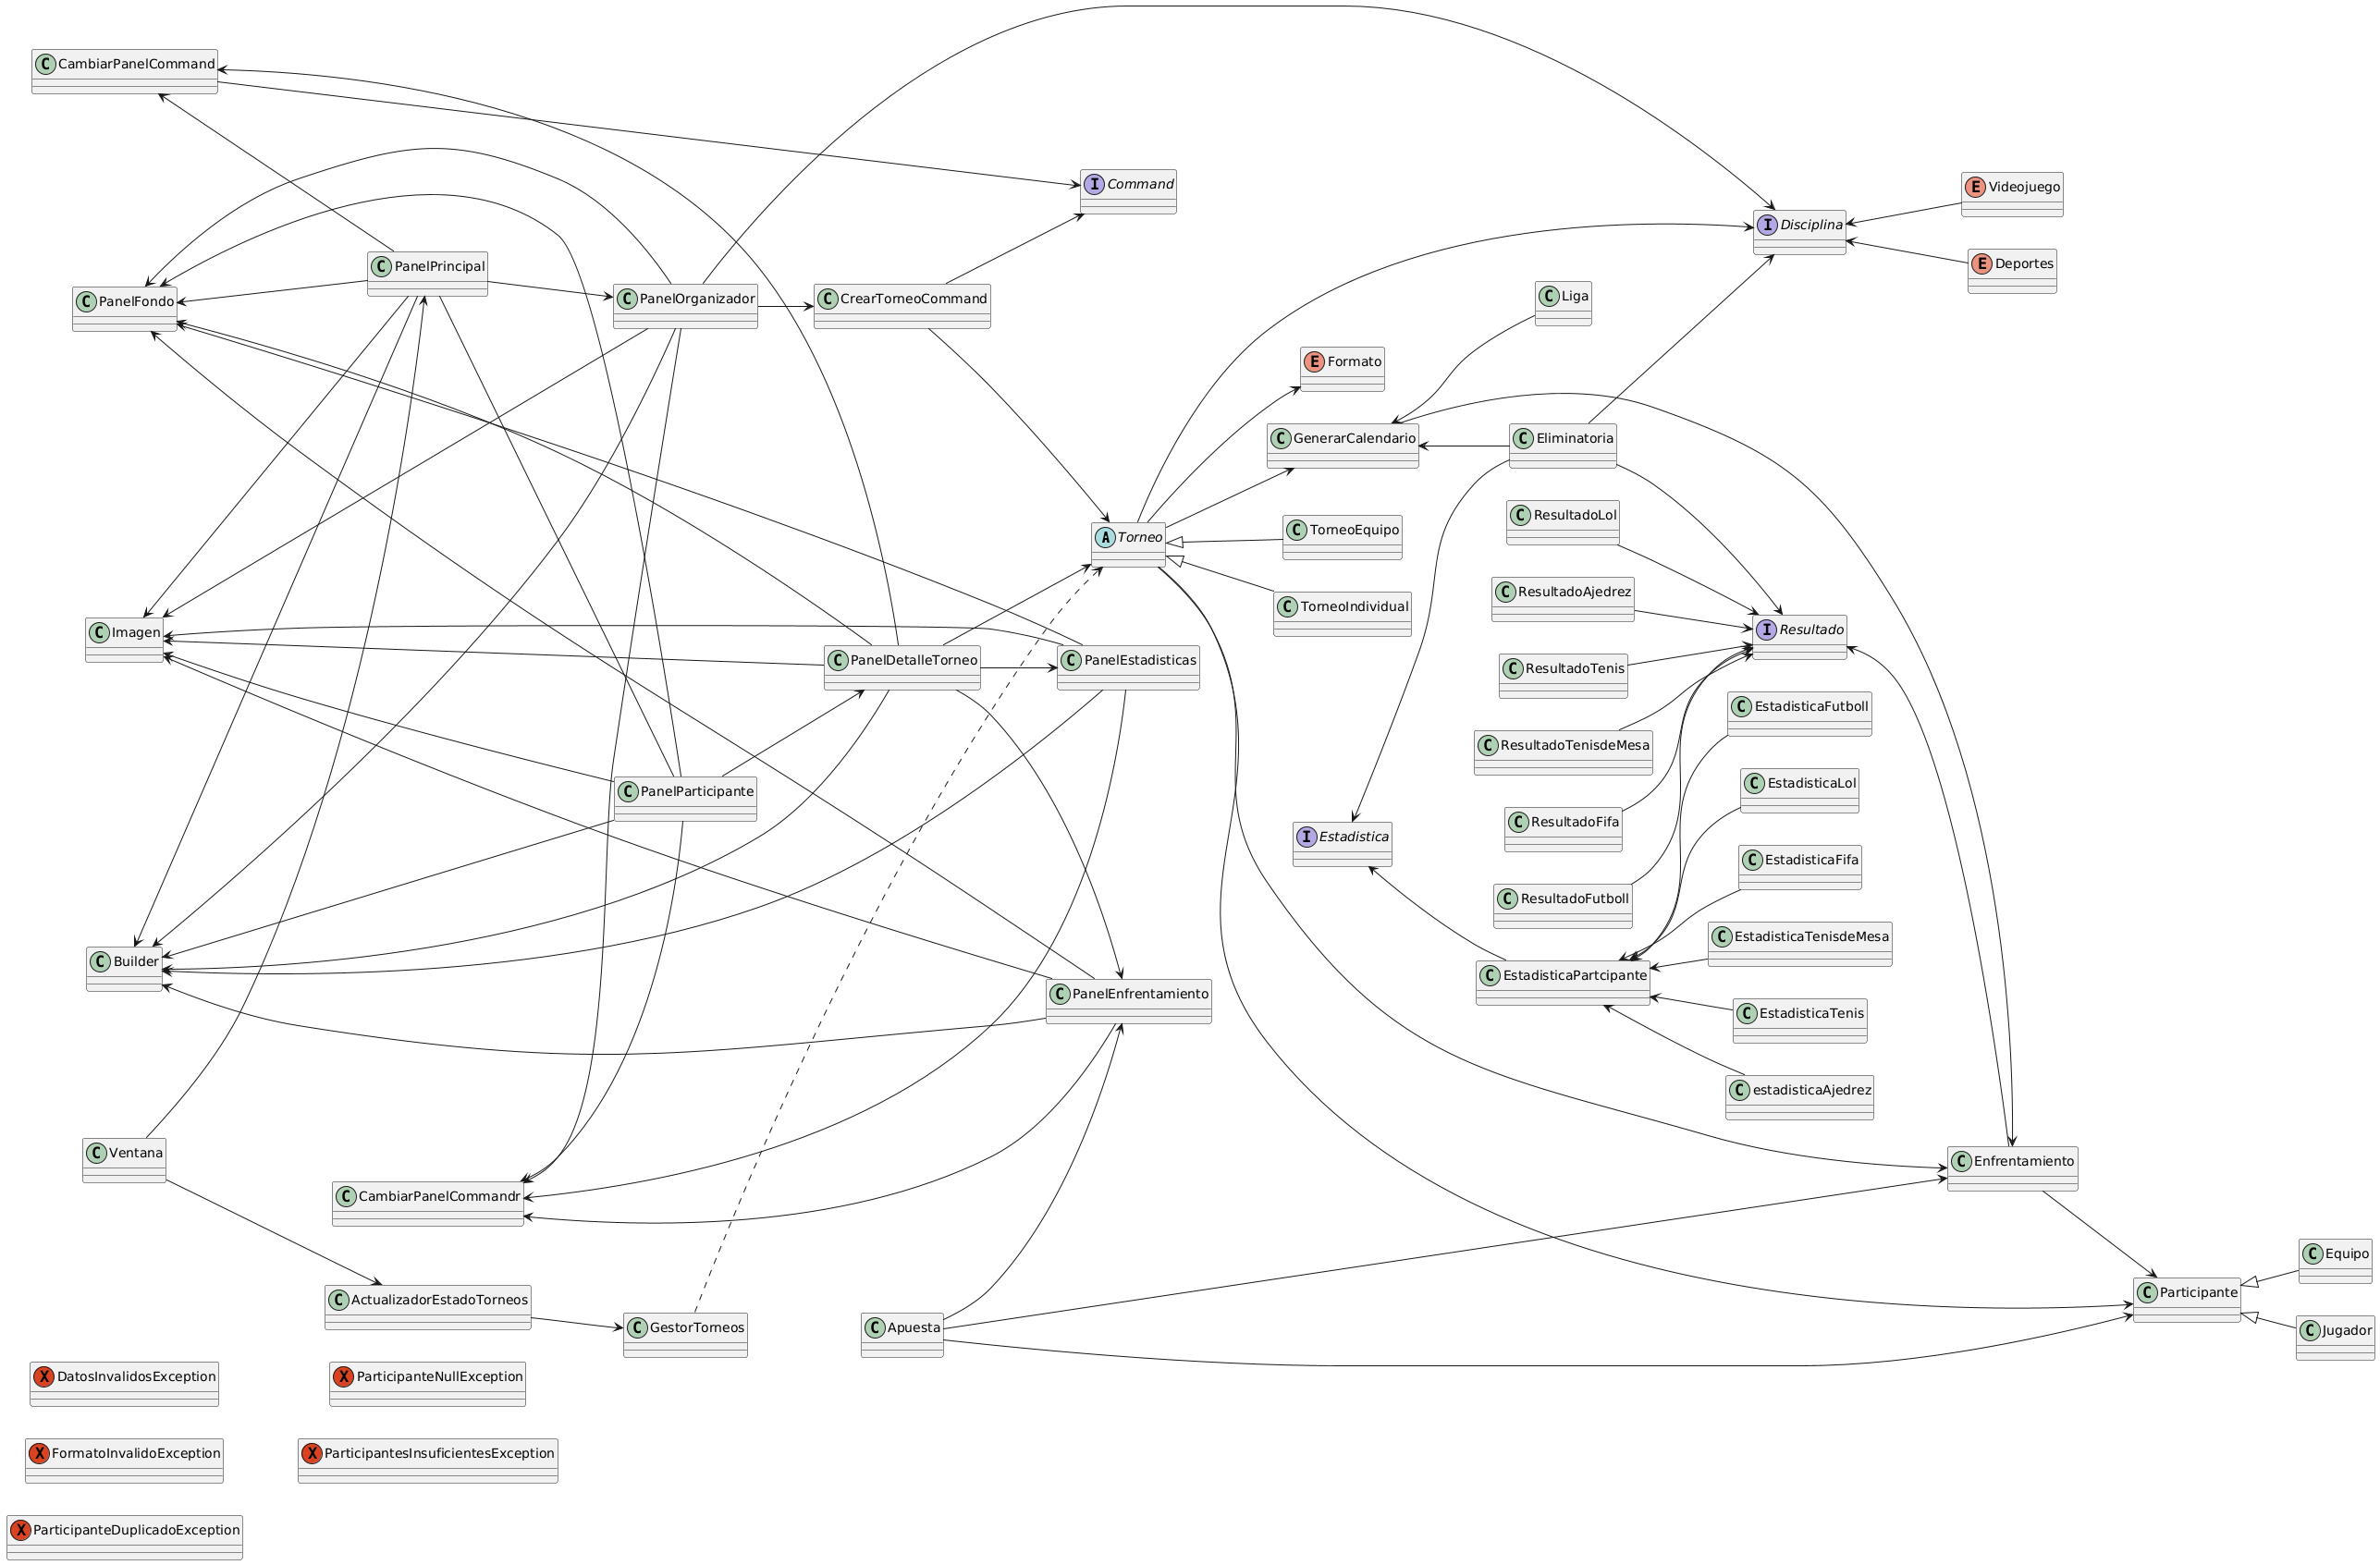 C CambiarPanelCommand
I Command
E Videojuego
C PanelPrincipal
I Disciplina
E Deportes
C PanelFondo
C PanelOrganizador
C CrearTorneoCommand
C Liga
E Formato
C GenerarCalendario
C Eliminatoria
C ResultadoLol
A Torneo
C TorneoEquipo
C ResultadoAjedrez
C TorneoIndividual
C Imagen
I Resultado
C PanelDetalleTorneo
C PanelEstadisticas
C ResultadoTenis
C EstadisticaFutboll
C ResultadoTenisdeMesa
C EstadisticaLol
C PanelParticipante
C ResultadoFifa
I Estadistica
C EstadisticaFifa
C ResultadoFutboll
C EstadisticaTenisdeMesa
C Builder
C EstadisticaPartcipante
C PanelEnfrentamiento
C EstadisticaTenis
C estadisticaAjedrez
C Ventana
C Enfrentamiento
C CambiarPanelCommandr
C Equipo
C ActualizadorEstadoTorneos
C Participante
C GestorTorneos
C Apuesta
C Jugador
X DatosInvalidosException
X ParticipanteNullException
X FormatoInvalidoException
X ParticipantesInsuficientesException
X ParticipanteDuplicadoException